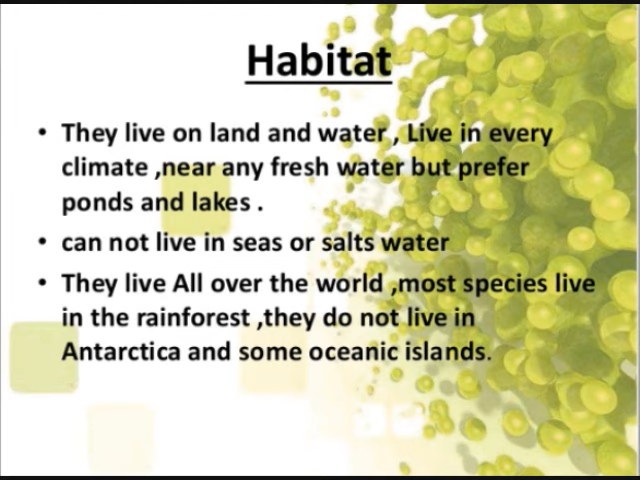 Habitat
• They live on land and water , Live in every
climate ,near any fresh water but prefer
ponds and lakes .
• can not live in seas or salts water
• They live All over the world ,most species live
in the rainforest ,they do not live in
Antarctica and some oceanic islands.